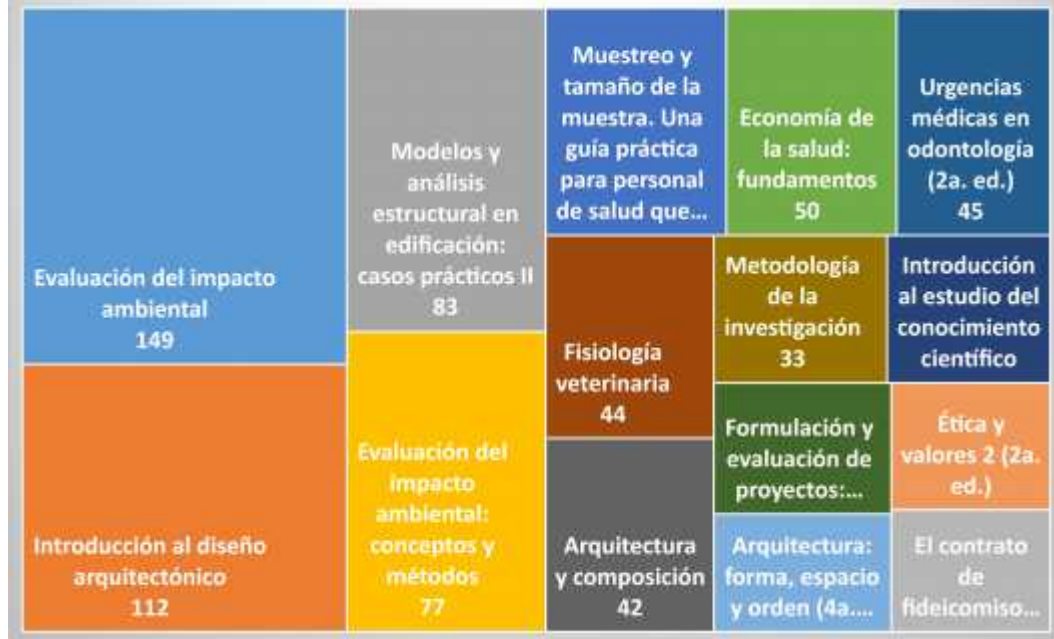 Evaluación del impacto
ambiental
149
Introducción al diseño
arquitectónico
112
Modelos y
análisis
estructural en
edificación:
casos prácticos II
83
Evaluación del
impacto
ambiental:
conceptos y
métodos
77
Muestreo y
tamaño de la
muestra. Una
guía práctica
para personal
de salud que...
Economía de
la salud:
fundamentos
50
Urgencias
médicas en
odontología
(2a. ed.)
45
Fisiología
veterinaria
44
Arquitectura
y composición
42
Metodología
de la
investigación
33
Introducción
al estudio del
conocimiento
científico
Formulación y
evaluación de
proyectos:...
Ética y
valores 2 (2a.
ed.)
Arquitectura:
forma, espacio
y orden (4a....
El contrato
de
fideicomiso...